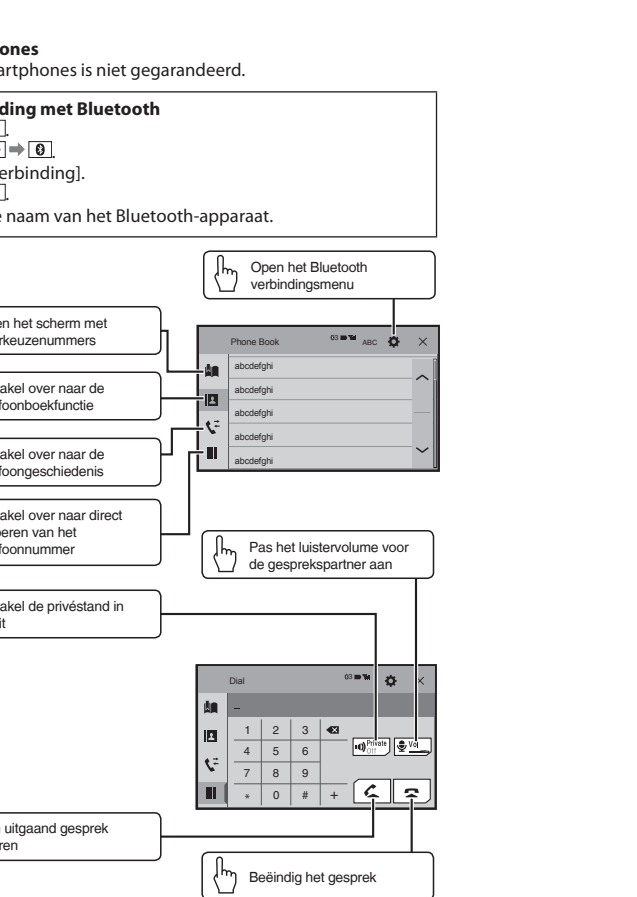 ones
artphones is niet gegarandeerd.
ding met Bluetooth
erbinding].
e naam van het Bluetooth-apparaat.
Open het Bluetooth
verbindingsmenu
en het scherm met
rkeuzenummers
akel over naar de
foonboekfunctie
akel over naar de
foongeschiedenis
akel over naar direct
eren van het
foonnummer
Phone Book 03 ABC ×
abcdefghi
abcdefghi
abcdefghi
abcdefghi
abcdefghi
Pas het luistervolume voor
de gesprekspartner aan
akel de privéstand in
it
Dial 03 ×
–
1 2 3
4 5 6
7 8 9
* 0 # +
Private
Off
Vol
uitgaand gesprek
ren
Beëindig het gesprek